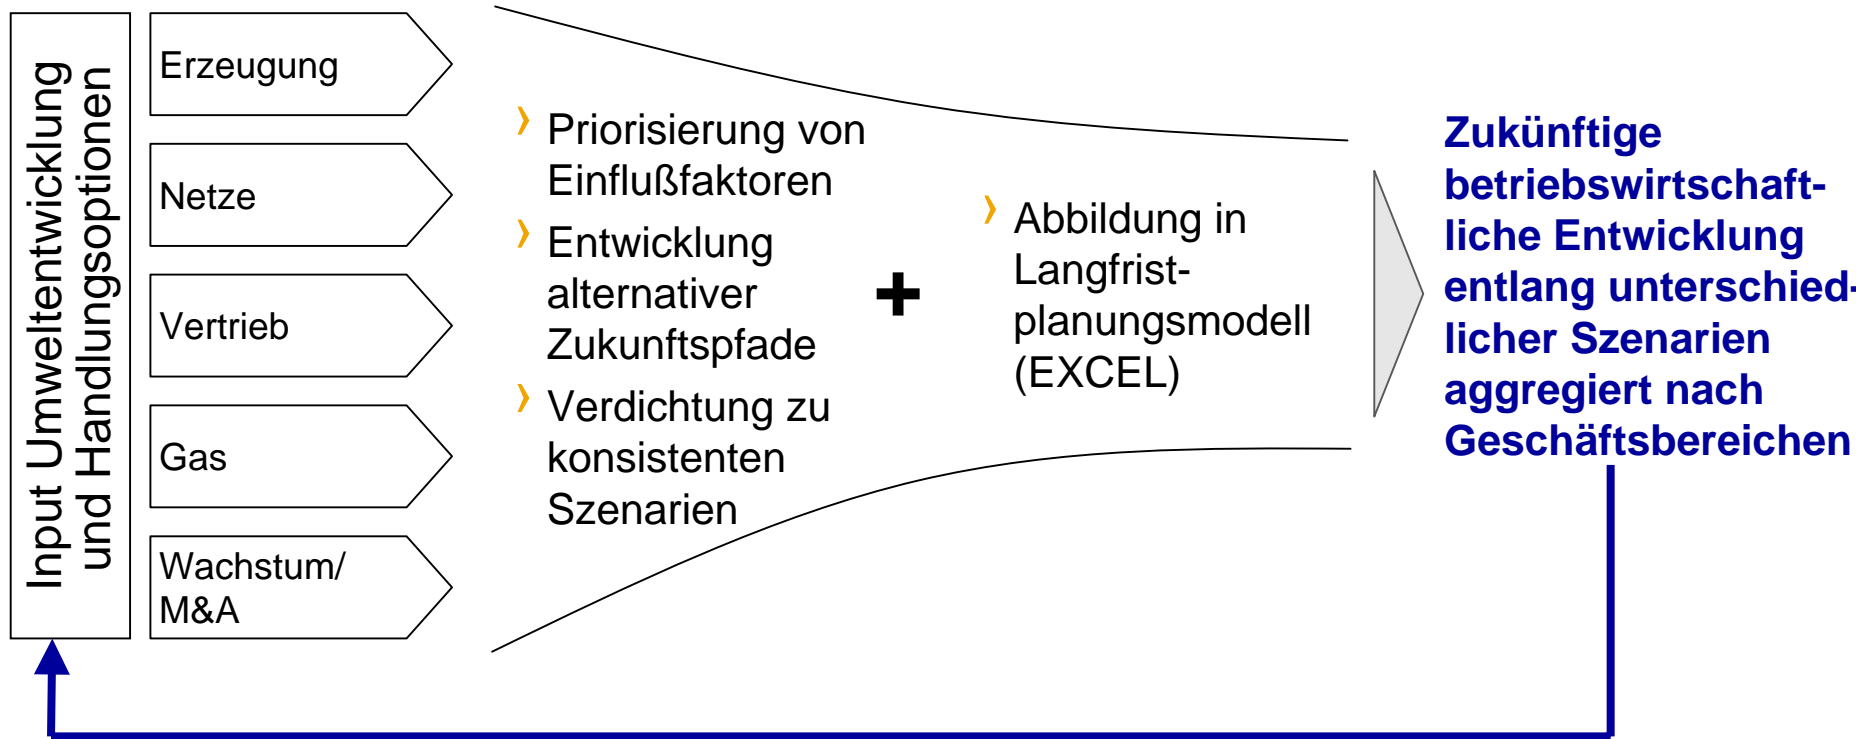 Input Umweltentwicklung
und Handlungsoptionen
Erzeugung
Netze
Vertrieb
Gas
Wachstum/
M&A
› Priorisierung von
Einflußfaktoren
› Entwicklung
alternativer
Zukunftspfade
› Verdichtung zu
konsistenten
Szenarien
+
› Abbildung in
Langfrist-
planungsmodell
(EXCEL)
Zukünftige
betriebswirtschaft-
liche Entwicklung
entlang unterschied-
licher Szenarien
aggregiert nach
Geschäftsbereichen